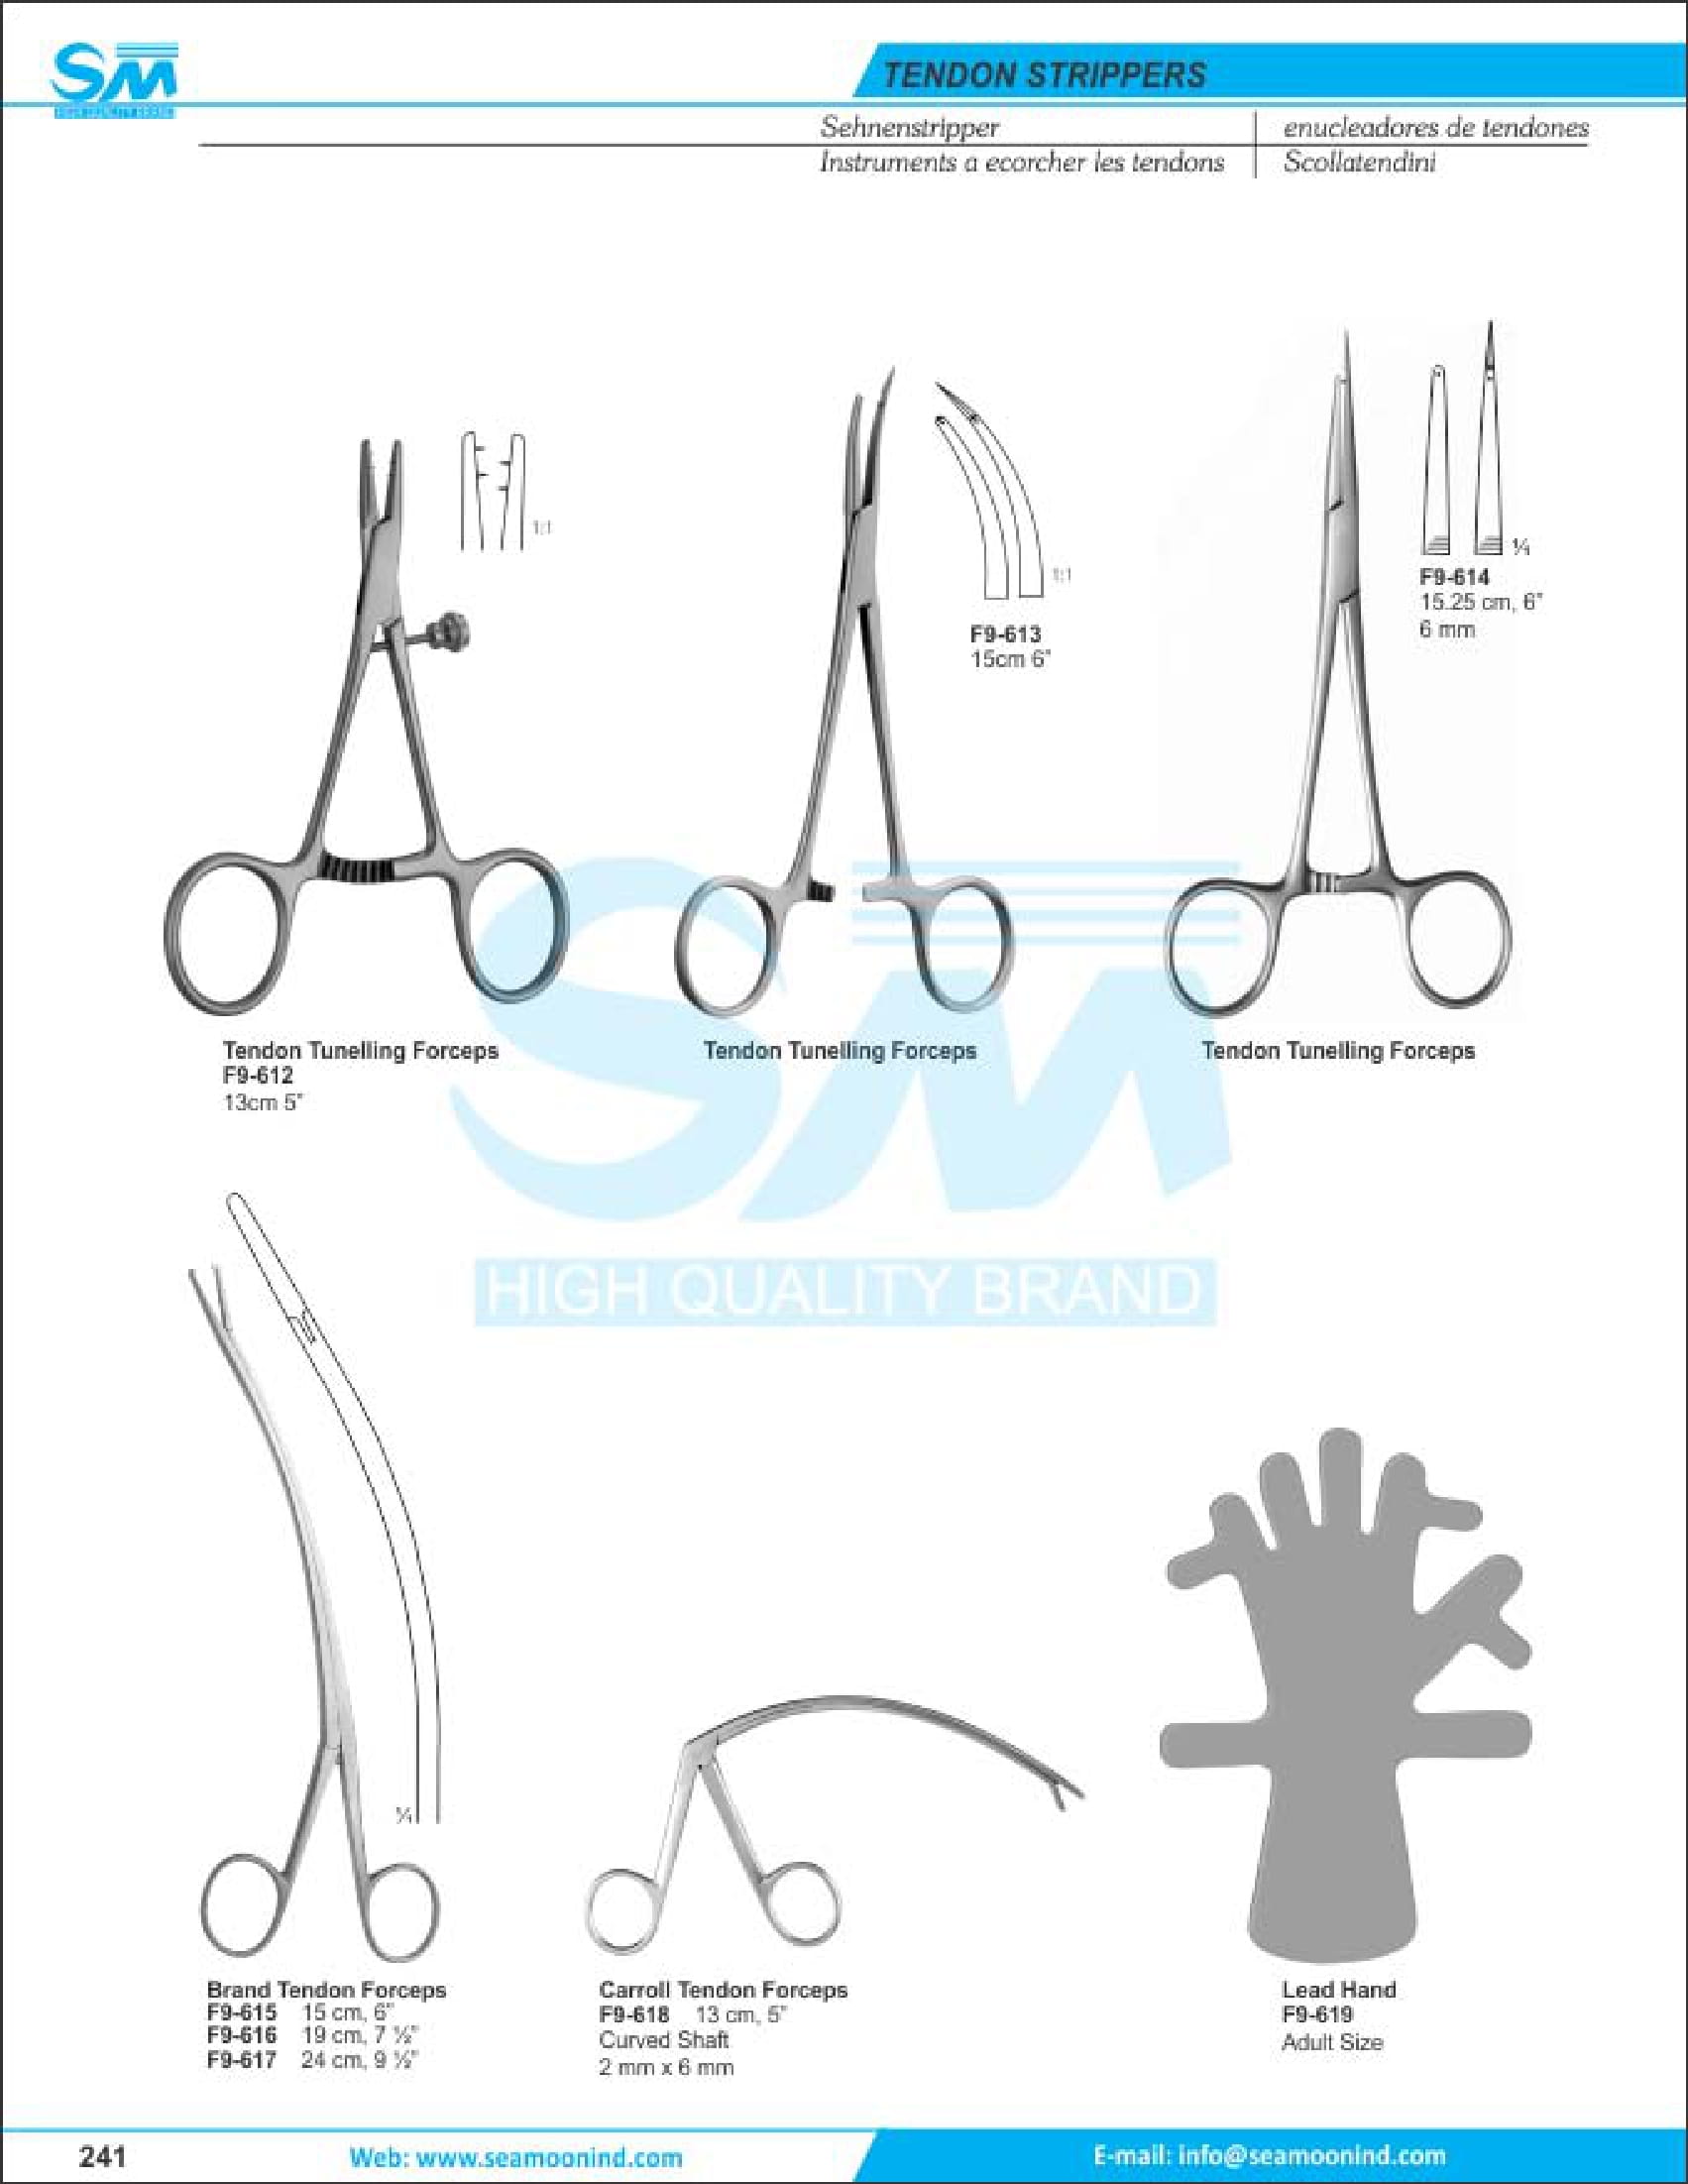 SM
HIGH QUALITY BRAND
TENDON STRIPPERS
Sehnenstripper
enucleadores de tendones
Instruments a ecorcher les tendons
Scollatendini
1:1
1:1
F9-613
15cm 6"
¼
F9-614
15.25 cm, 6"
6 mm
Tendon Tunelling Forceps
F9-612
13cm 5"
Tendon Tunelling Forceps
Tendon Tunelling Forceps
SM
HIGH QUALITY BRAND
Brand Tendon Forceps
F9-615 15 cm, 6"
F9-616 19 cm, 7 ½"
F9-617 24 cm, 9 ½"
Carroll Tendon Forceps
F9-618 13 cm, 5"
Curved Shaft
2 mm x 6 mm
Lead Hand
F9-619
Adult Size
241
Web: www.seamoonind.com
E-mail: info@seamoonind.com